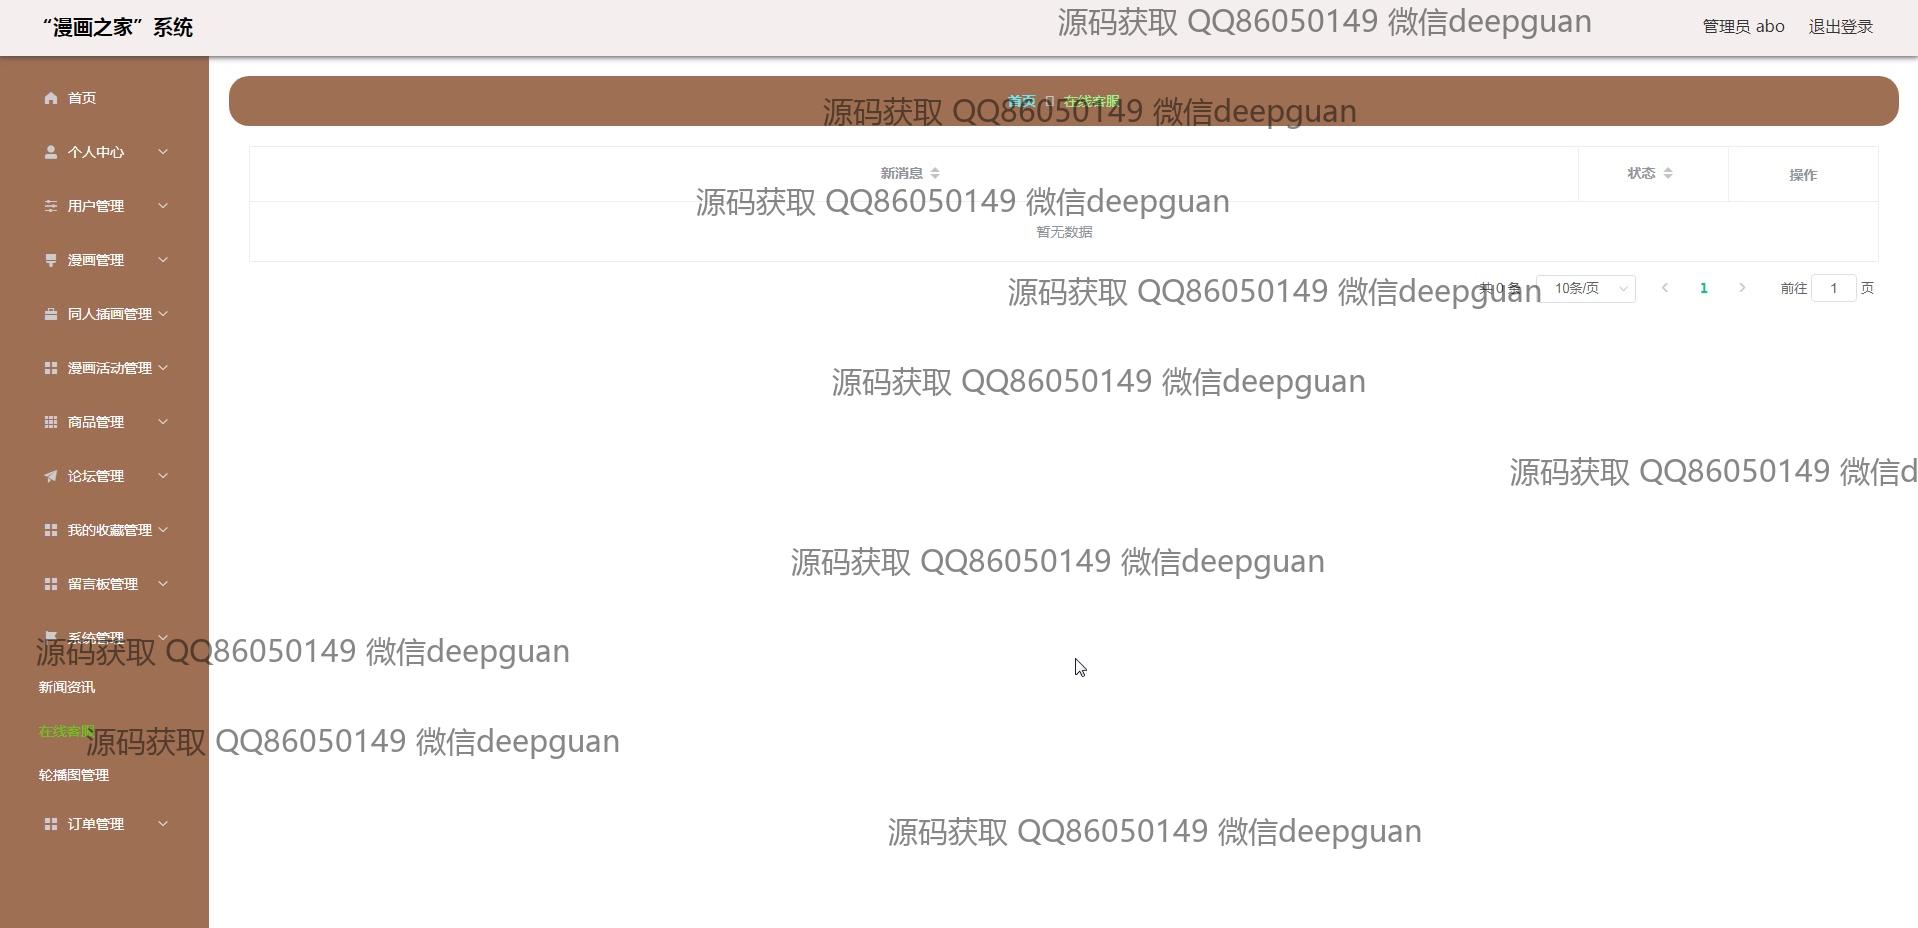 “漫画之家”系统
源码获取 QQ86050149 微信deepguan
管理员 abo
退出登录
首页
个人中心
用户管理
漫画管理
同人插画管理
漫画活动管理
商品管理
论坛管理
我的收藏管理
留言板管理
系统管理
源码获取 QQ86050149 微信deepguan
新闻资讯
在线客服
源码获取 QQ86050149 微信deepguan
轮播图管理
订单管理
首页 在线客服
源码获取 QQ86050149 微信deepguan
新消息 状态 操作
源码获取 QQ86050149 微信deepguan
暂无数据
共 0 条 10条/页 1 前往 1 页
源码获取 QQ86050149 微信deepguan
源码获取 QQ86050149 微信deepguan
源码获取 QQ86050149 微信d
源码获取 QQ86050149 微信deepguan
源码获取 QQ86050149 微信deepguan